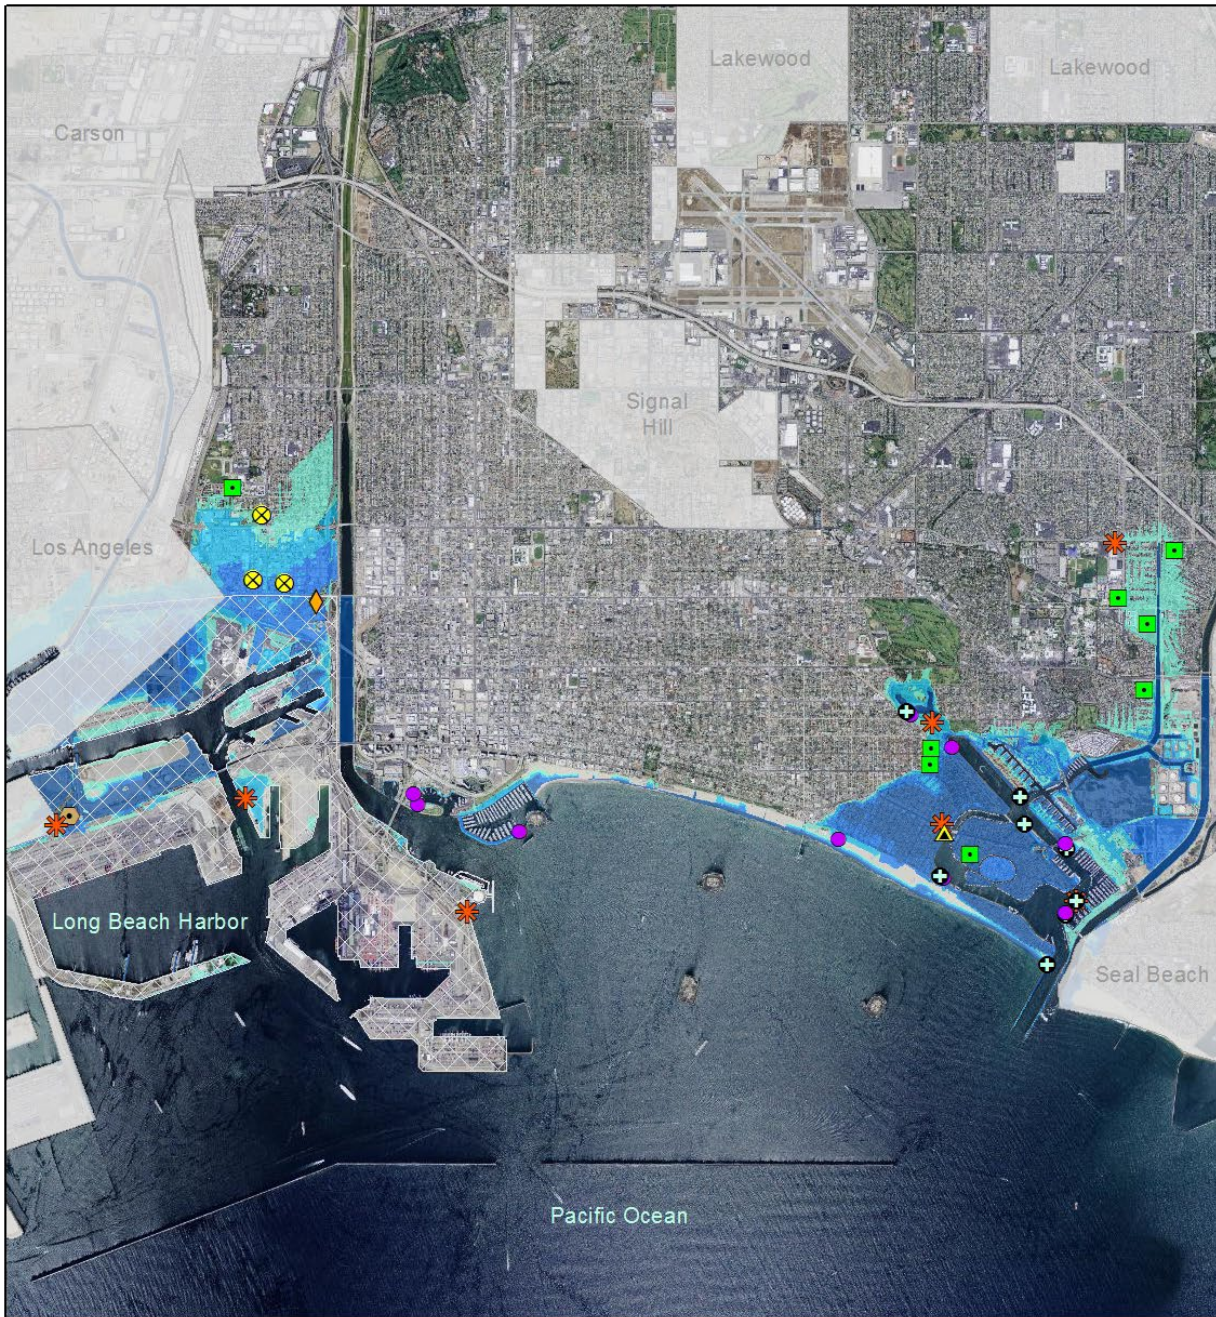 Lakewood
Lakewood
Carson
Signal
Hill
Los Angeles
Long Beach Harbor
Seal Beach
Pacific Ocean